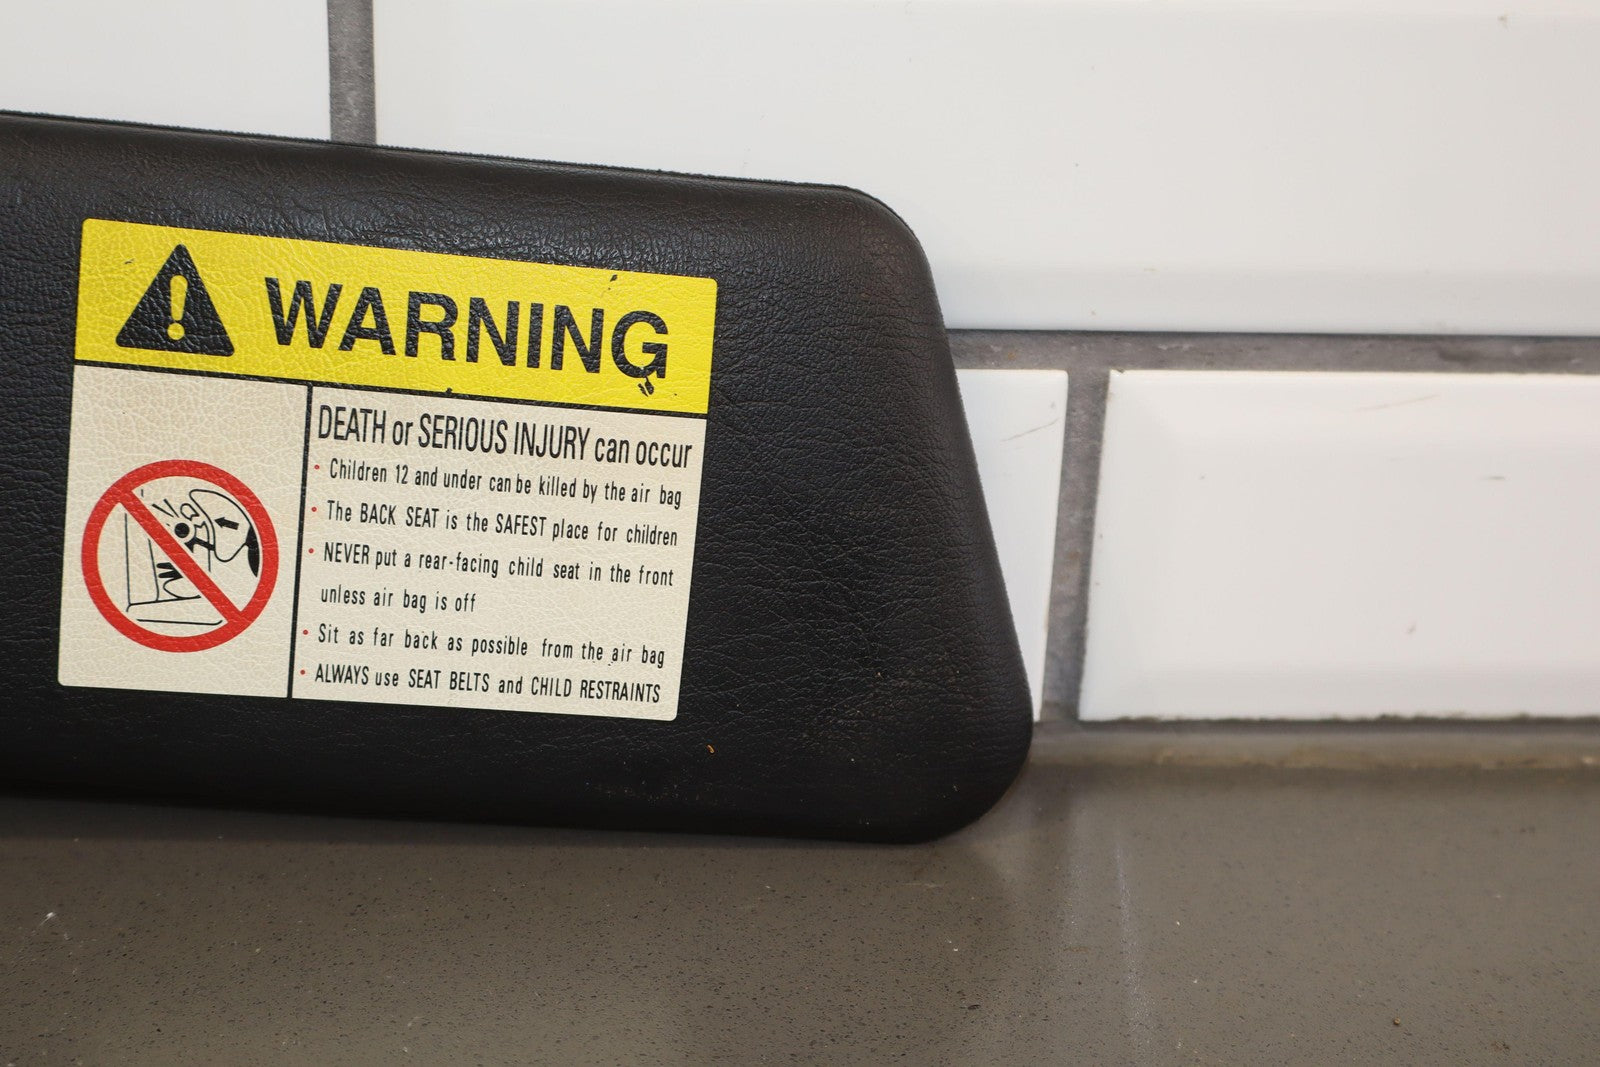 WARNING
DEATH or SERIOUS INJURY can occur
• Children 12 and under can be killed by the air bag
• The BACK SEAT is the SAFEST place for children
• NEVER put a rear-facing child seat in the front
unless air bag is off
• Sit as far back as possible from the air bag
• ALWAYS use SEAT BELTS and CHILD RESTRAINTS